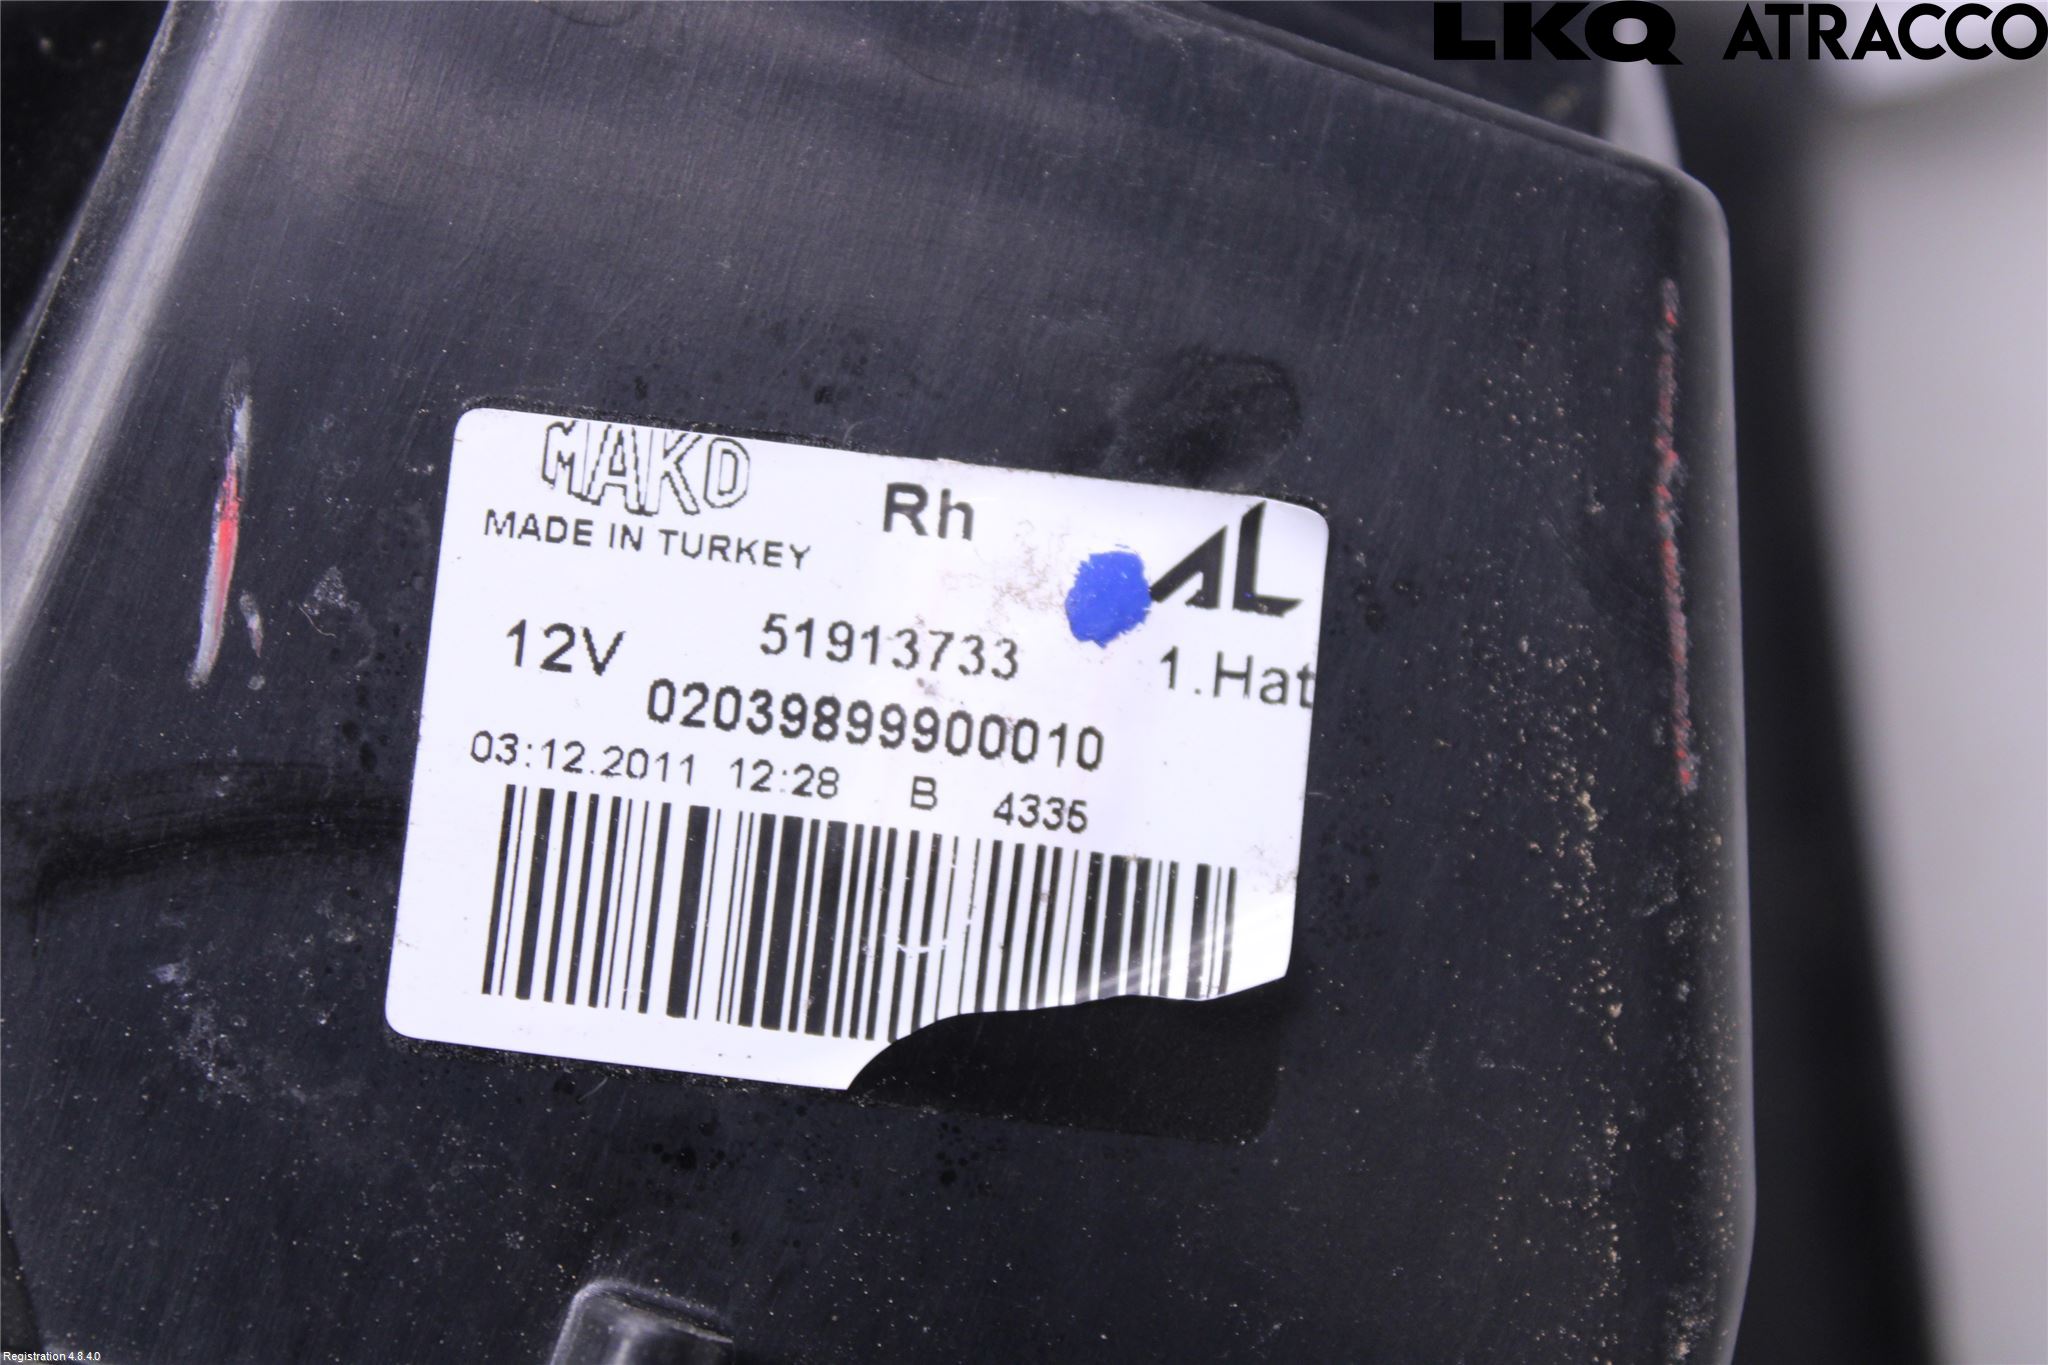 LKQ ATRACCO
MAKO
Rh
AL
MADE IN TURKEY
12V 51913733 1.Hat
02039899900010
03.12.2011 12:28 B 4335
Registration 4.8.4.0